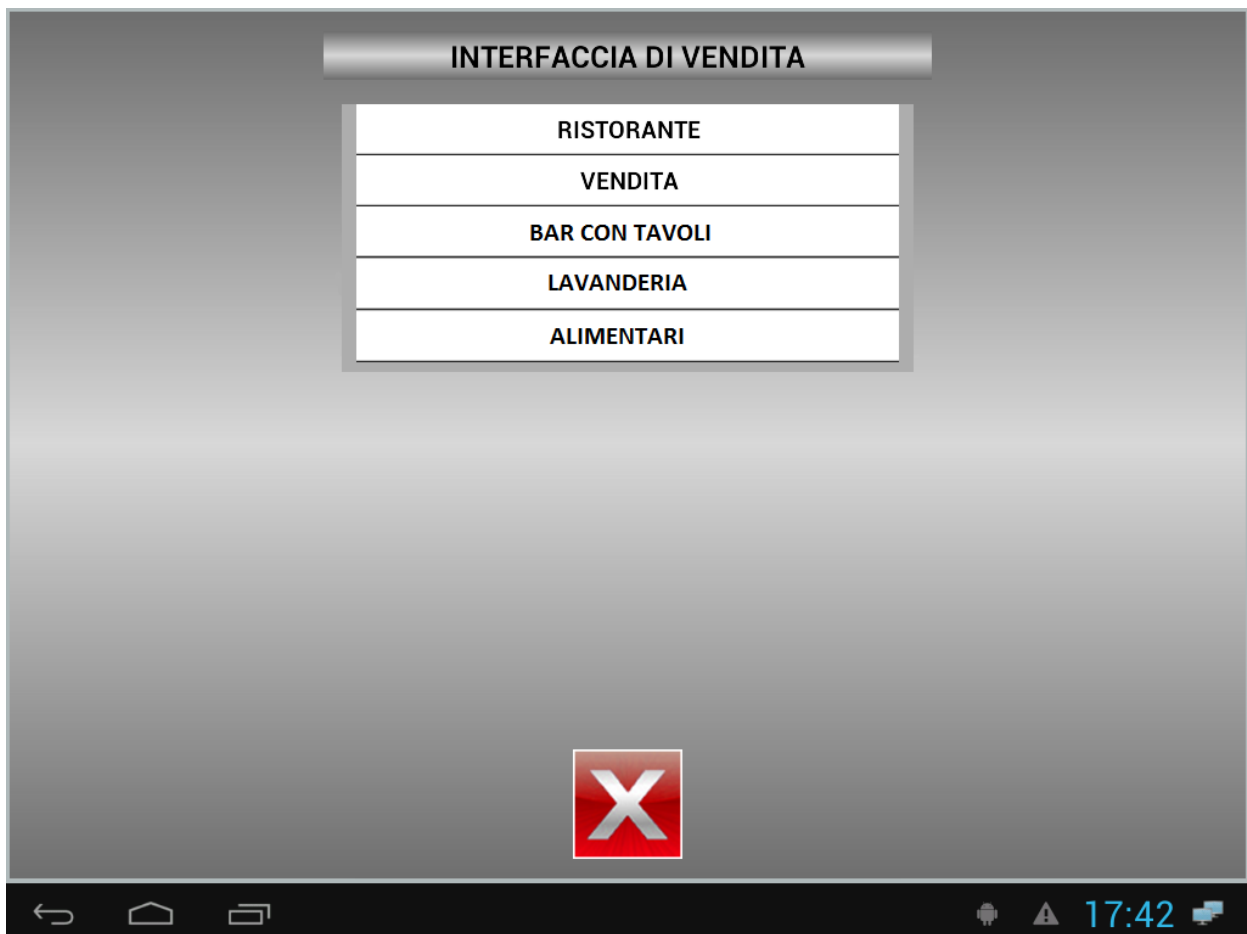 INTERFACCIA DI VENDITA
RISTORANTE
VENDITA
BAR CON TAVOLI
LAVANDERIA
ALIMENTARI
X
17:42